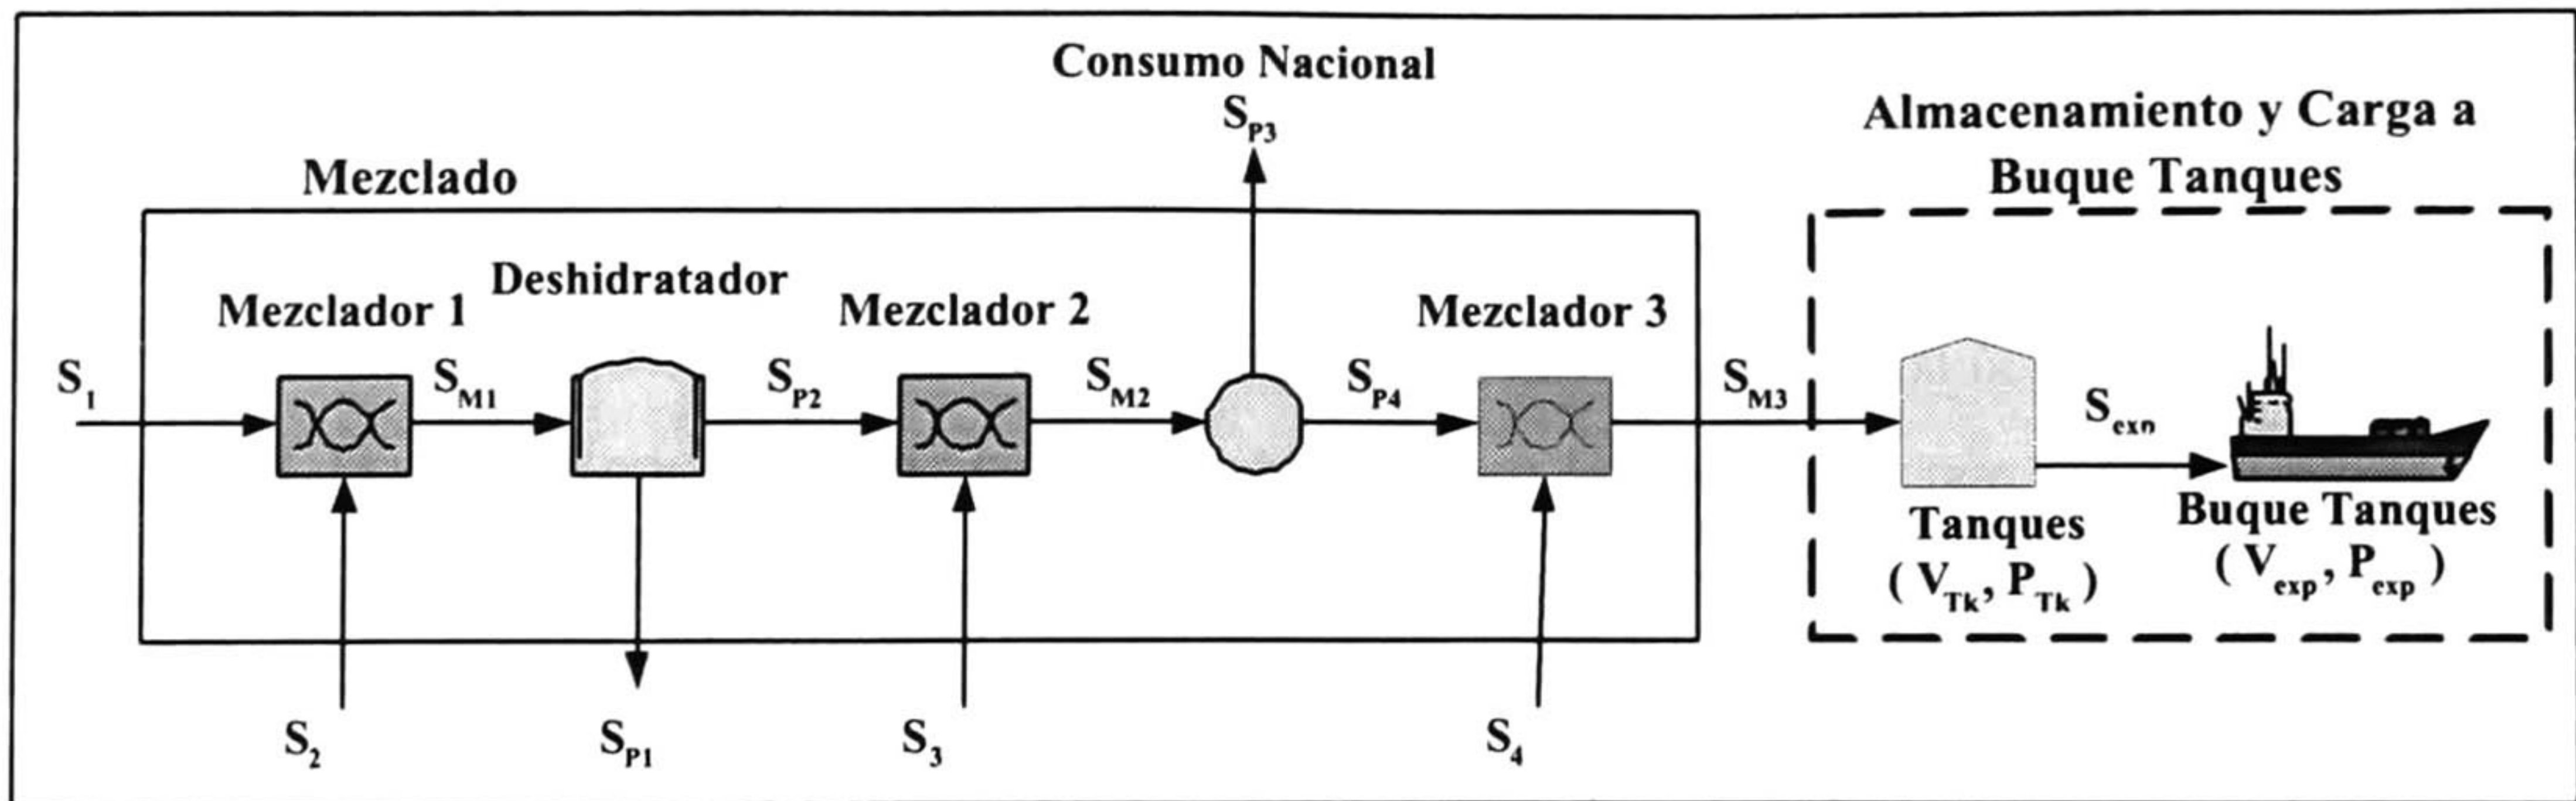 Consumo Nacional
S_P3
Almacenamiento y Carga a
Buque Tanques
Mezclado
Mezclador 1
Deshidratador
Mezclador 2
Mezclador 3
S_1
S_M1
S_P2
S_M2
S_P4
S_M3
S_exp
Tanques
( V_Tk, P_Tk )
Buque Tanques
( V_exp, P_exp )
S_2
S_P1
S_3
S_4